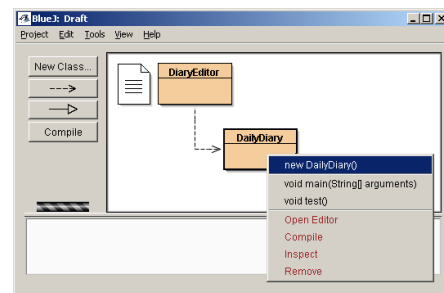 BlueJ: Draft
Project Edit Tools View Help
New Class...
Compile
DiaryEditor
DailyDiary
new DailyDiary()
void main(String[] arguments)
void test()
Open Editor
Compile
Inspect
Remove